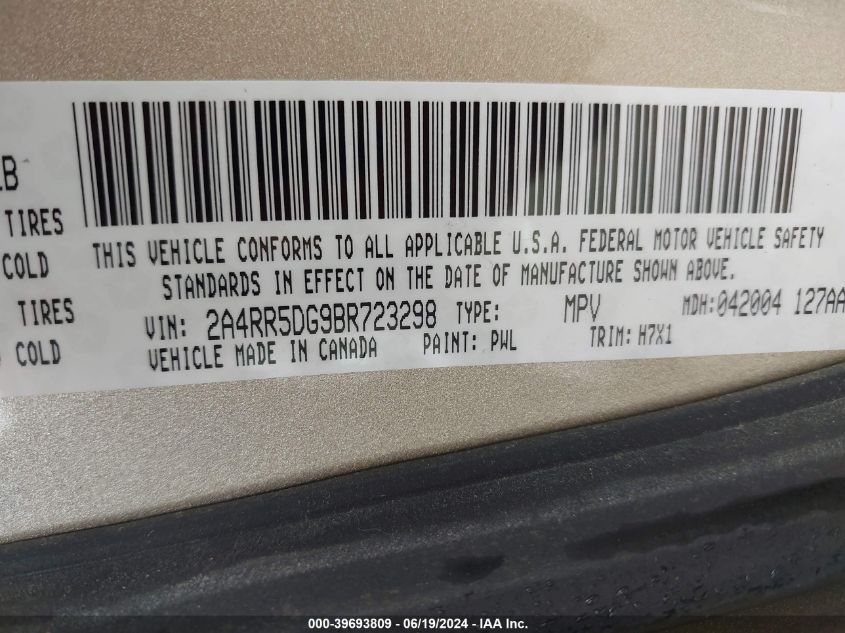 LB
TIRES
COLD
TIRES
COLD
THIS VEHICLE CONFORMS TO ALL APPLICABLE U.S.A. FEDERAL MOTOR VEHICLE SAFETY
STANDARDS IN EFFECT ON THE DATE OF MANUFACTURE SHOWN ABOVE.
VIN: 2A4RR5DG9BR723298 TYPE: MPV MDH:042004 127AA
VEHICLE MADE IN CANADA PAINT: PWL TRIM: H7X1
000-39693809 - 06/19/2024 - IAA Inc.